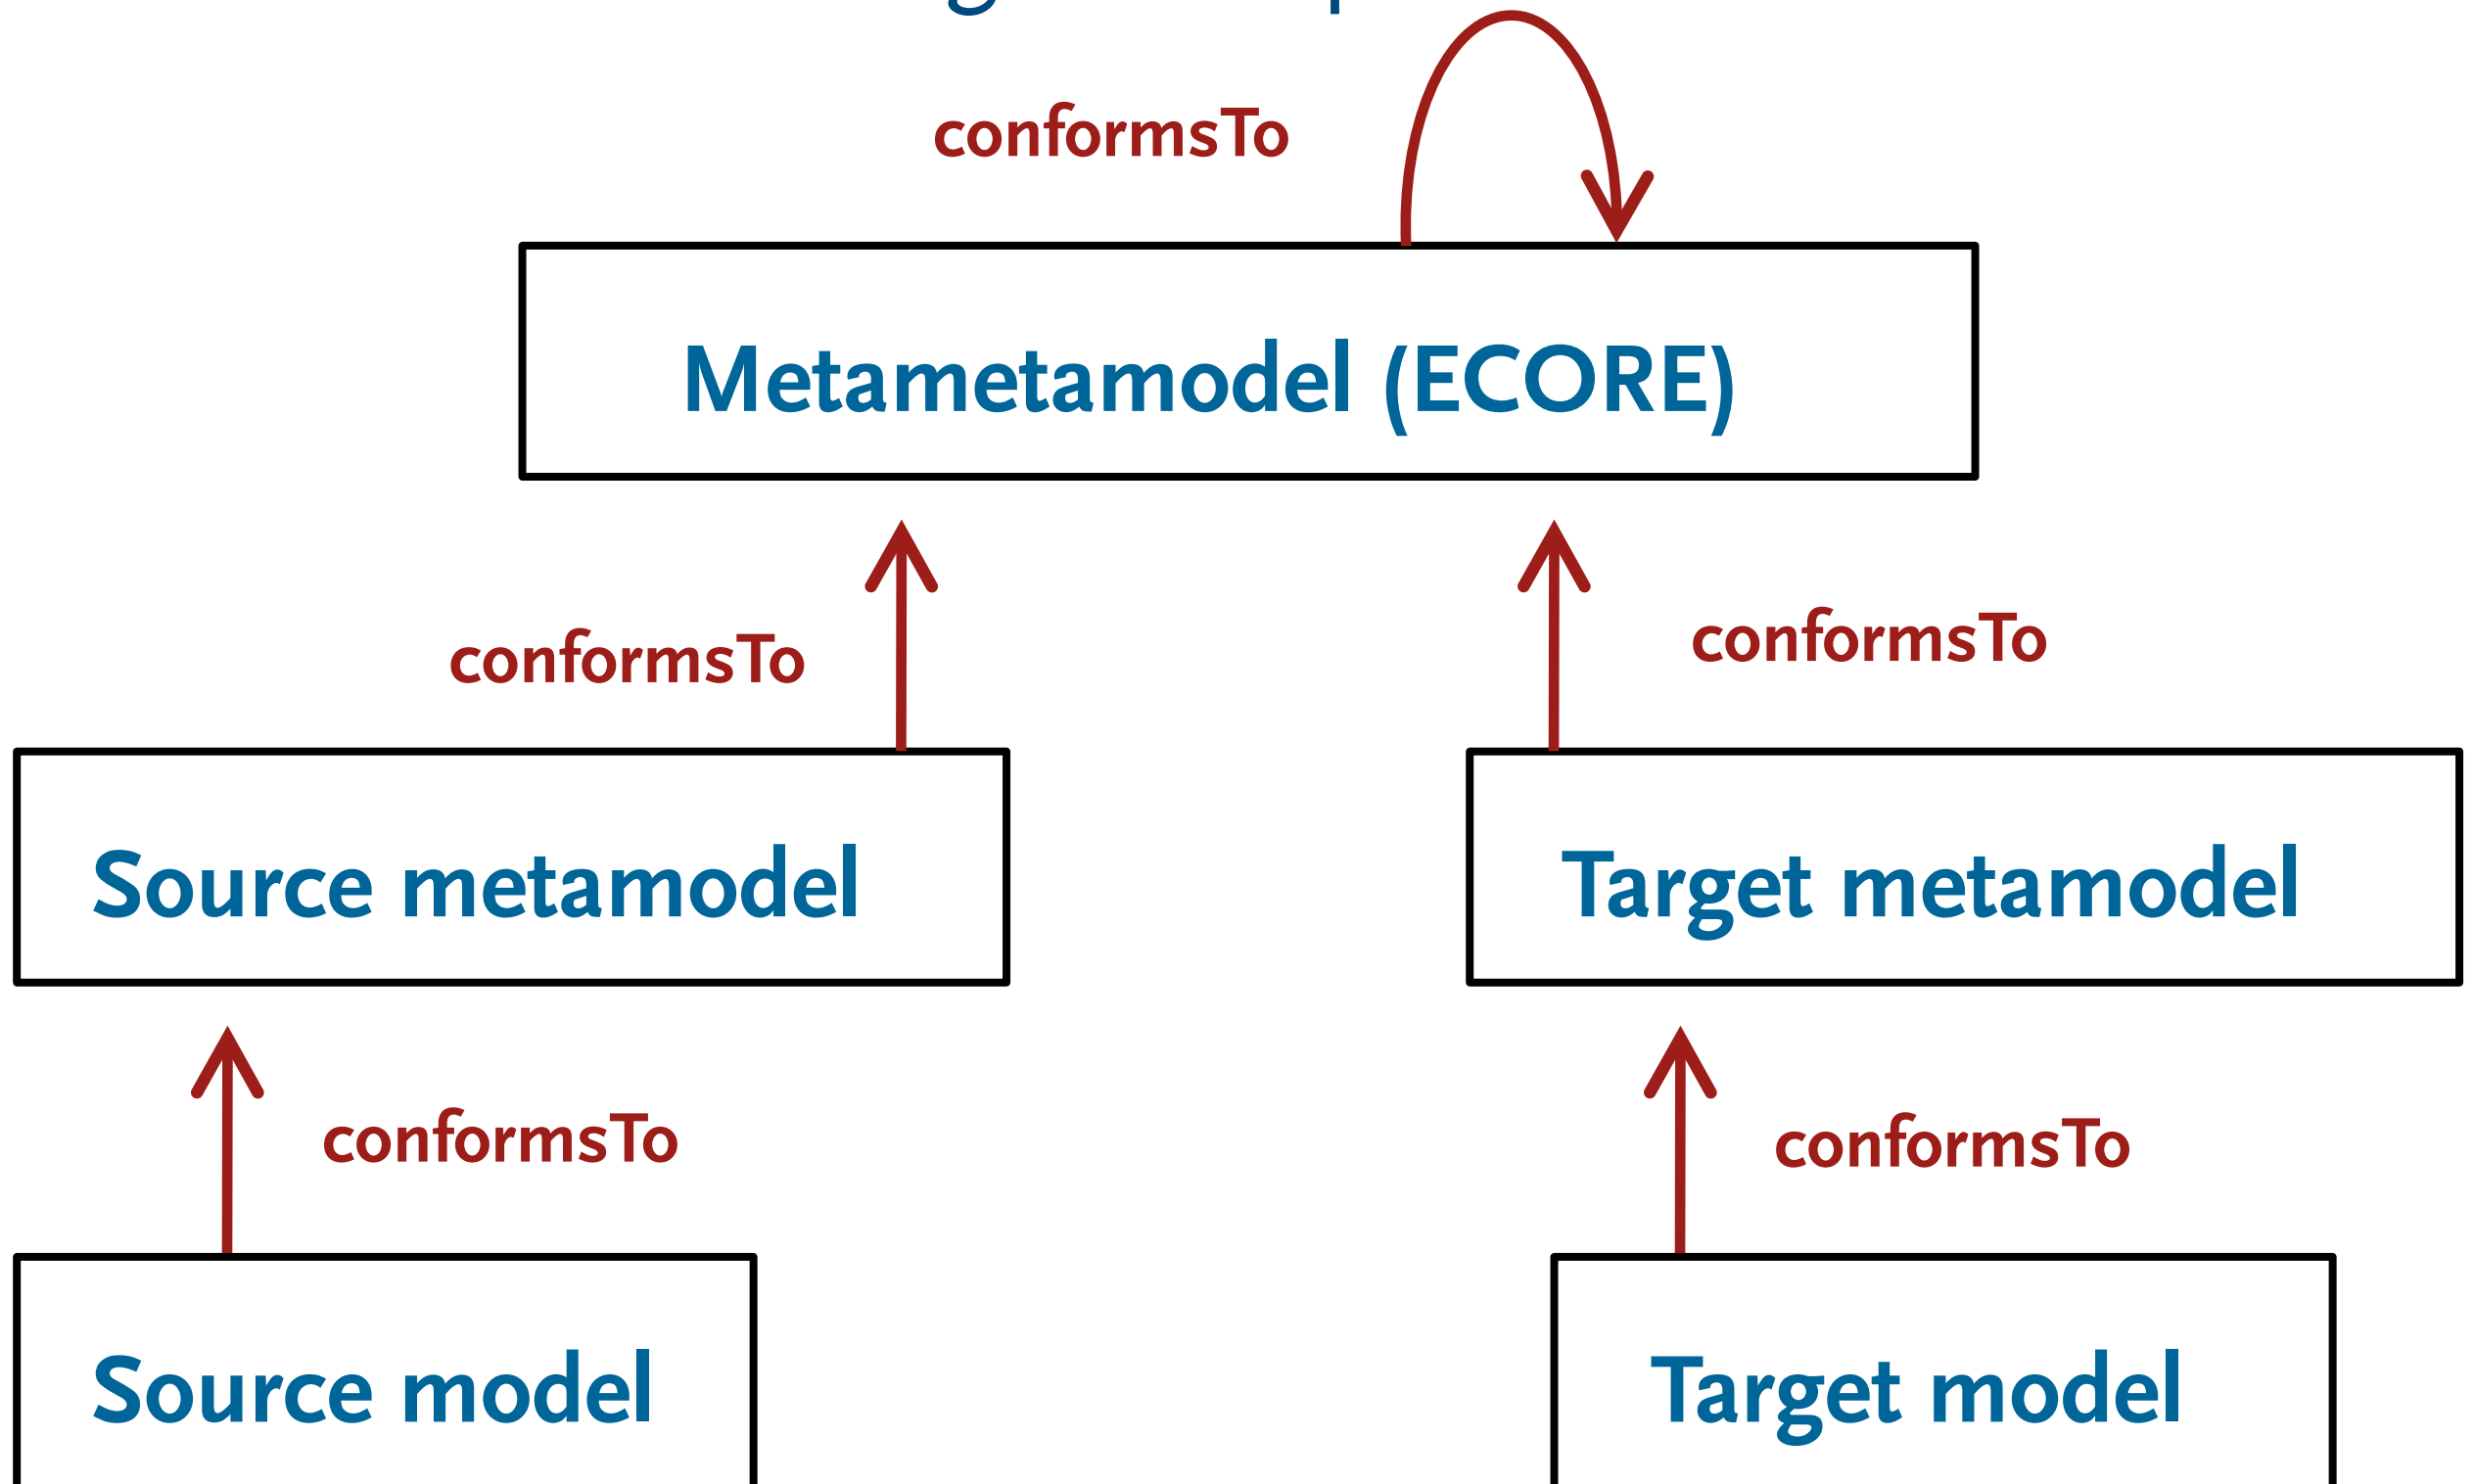 conformsTo
Metametamodel (ECORE)
conformsTo
conformsTo
Source metamodel
Target metamodel
conformsTo
conformsTo
Source model
Target model